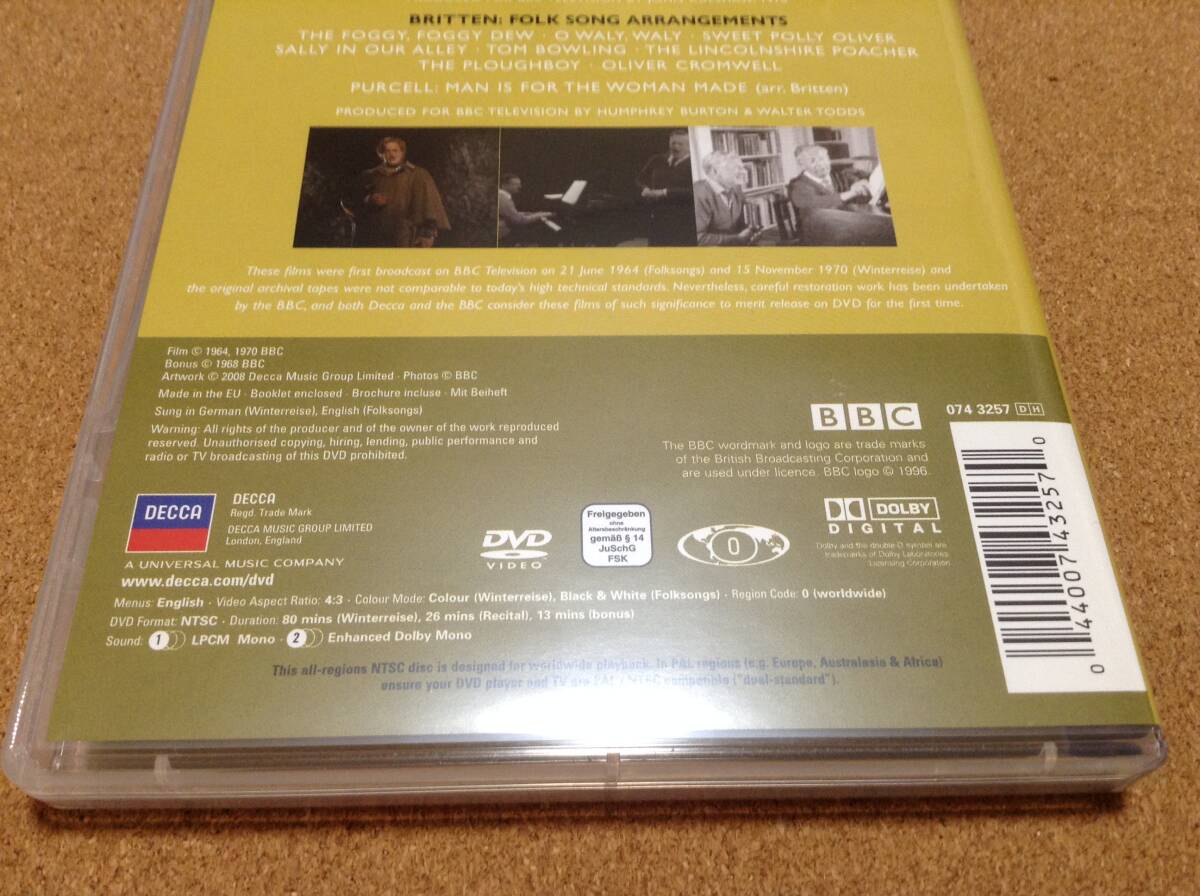 BRITTEN: FOLK SONG ARRANGEMENTS
THE FOGGY, FOGGY DEW · O WALY, WALY · SWEET POLLY OLIVER
SALLY IN OUR ALLEY · TOM BOWLING · THE LINCOLNSHIRE POACHER
THE PLOUGHBOY · OLIVER CROMWELL
PURCELL: MAN IS FOR THE WOMAN MADE (arr. Britten)
PRODUCED FOR BBC TELEVISION BY HUMPHREY BURTON & WALTER TODDS
These films were first broadcast on BBC Television on 21 June 1964 (Folksongs) and 15 November 1970 (Winterreise) and
the original archival tapes were not comparable to today's high technical standards. Nevertheless, careful restoration work has been undertaken
by the BBC, and both Decca and the BBC consider these films of such significance to merit release on DVD for the first time.
Film © 1964, 1970 BBC
Bonus © 1968 BBC
Artwork © 2008 Decca Music Group Limited · Photos © BBC
Made in the EU · Booklet enclosed · Brochure incluse · Mit Beiheft
Sung in German (Winterreise), English (Folksongs)
Warning: All rights of the producer and of the owner of the work reproduced
reserved. Unauthorised copying, hiring, lending, public performance and
radio or TV broadcasting of this DVD prohibited.
BBC
The BBC wordmark and logo are trade marks
of the British Broadcasting Corporation and
are used under licence. BBC logo © 1996.
074 3257 DH
0 44007 43257 0
DECCA
DECCA
Regd. Trade Mark
DECCA MUSIC GROUP LIMITED
London, England
A UNIVERSAL MUSIC COMPANY
www.decca.com/dvd
DVD
VIDEO
Freigegeben
ohne
Altersbeschränkung
gemäß § 14
JuSchG
FSK
0
DOLBY
DIGITAL
Dolby and the double-D symbol are
trademarks of Dolby Laboratories
Licensing Corporation
Menus: English · Video Aspect Ratio: 4:3 · Colour Mode: Colour (Winterreise), Black & White (Folksongs) · Region Code: 0 (worldwide)
DVD Format: NTSC · Duration: 80 mins (Winterreise), 26 mins (Recital), 13 mins (bonus)
Sound: 1 LPCM Mono · 2 Enhanced Dolby Mono
This all-regions NTSC disc is designed for worldwide playback. In PAL regions (e.g. Europe, Australasia & Africa)
ensure your DVD player and TV are PAL / NTSC compatible ("dual-standard").